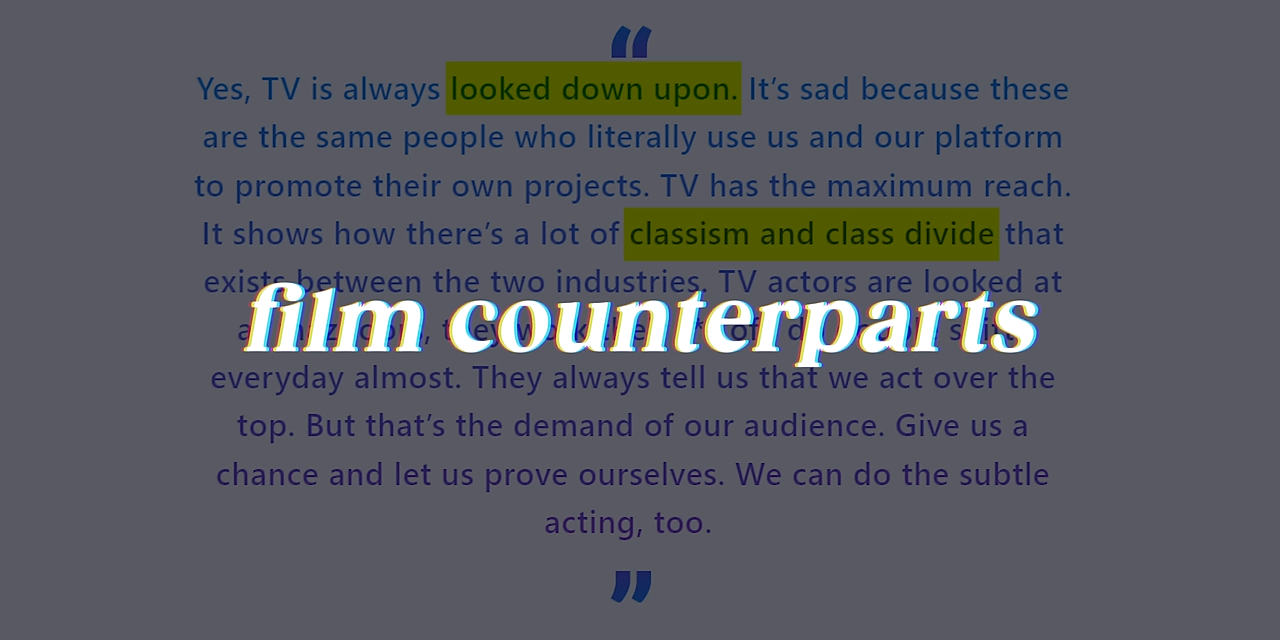 “
Yes, TV is always looked down upon. It’s sad because these
are the same people who literally use us and our platform
to promote their own projects. TV has the maximum reach.
It shows how there’s a lot of classism and class divide that
exists between the two industries. TV actors are looked at
film counterparts
everyday almost. They always tell us that we act over the
top. But that’s the demand of our audience. Give us a
chance and let us prove ourselves. We can do the subtle
acting, too.
”